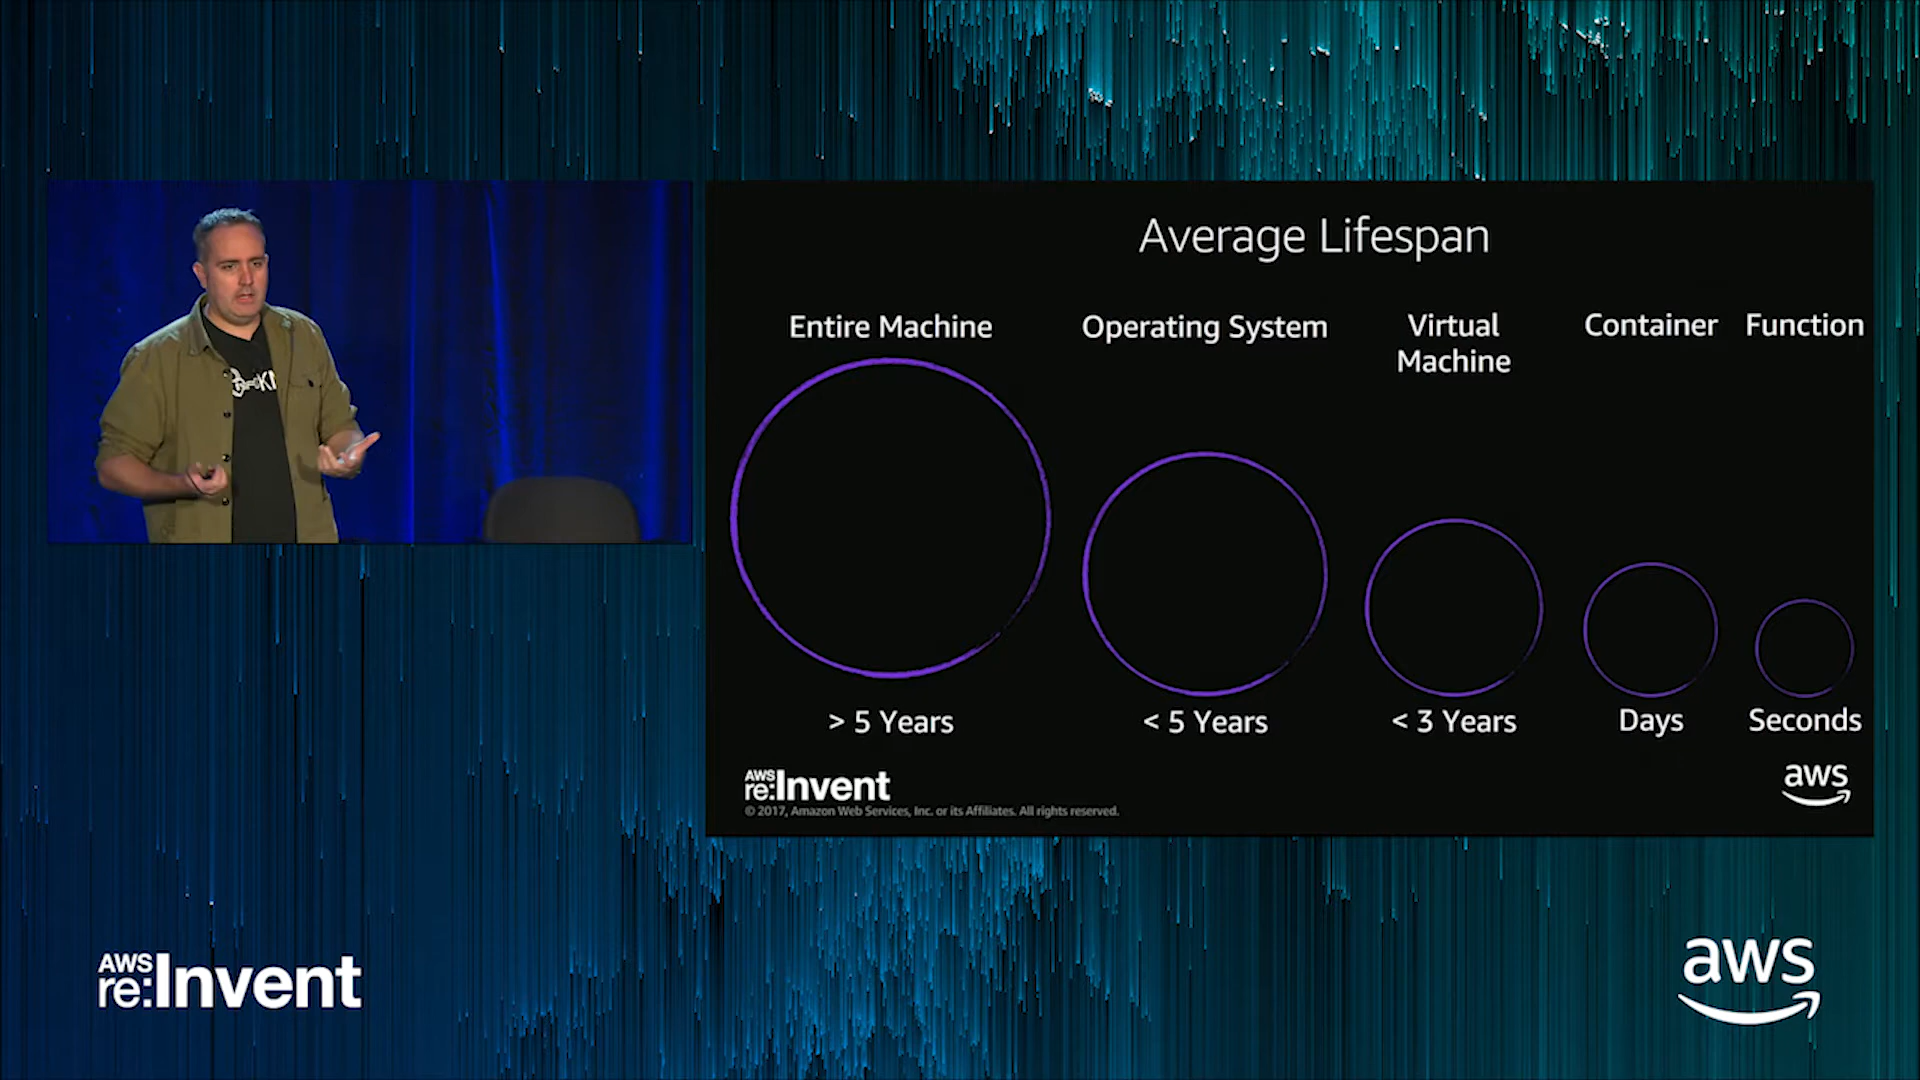 Average Lifespan
Entire Machine
Operating System
Virtual
Machine
Container
Function
> 5 Years
< 5 Years
< 3 Years
Days
Seconds
AWS
re:Invent
© 2017, Amazon Web Services, Inc. or its Affiliates. All rights reserved.
aws
AWS
re:Invent
aws